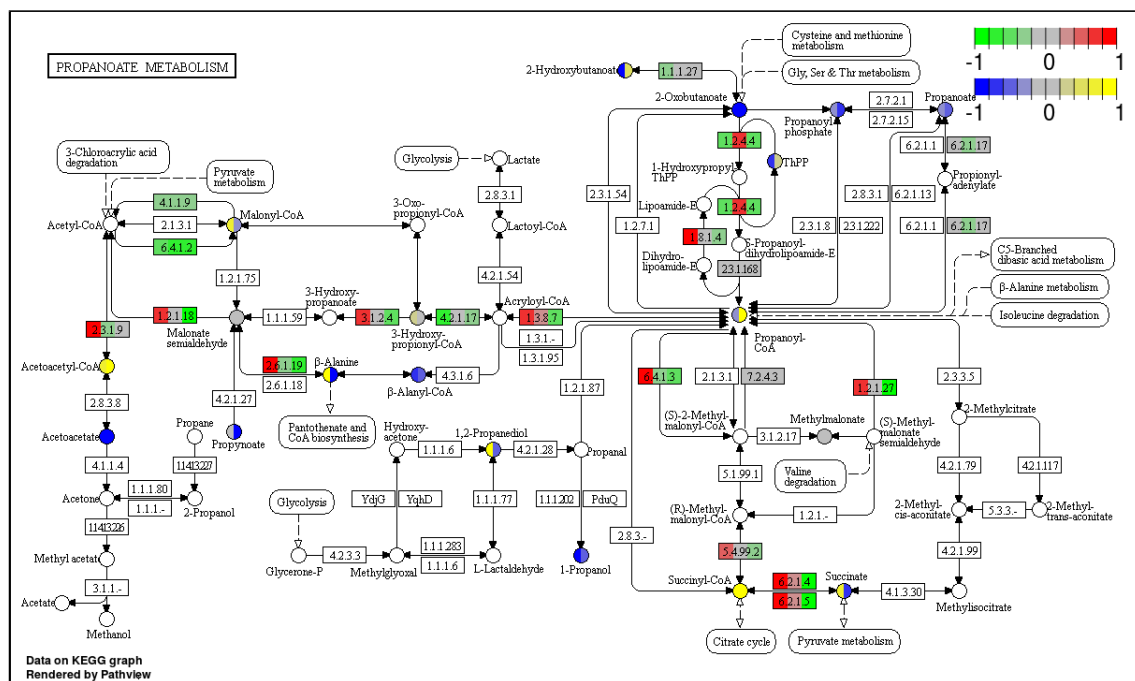 PROPANOATE METABOLISM
-1 0 1
-1 0 1
Cysteine and methionine
metabolism
Gly, Ser & Thr metabolism
2-Hydroxybutanoate
1.1.1.27
2-Oxobutanoate
Propanoyl
phosphate
2.7.2.1
2.7.2.15
Propanoate
1.2.4.4
ThPP
1-Hydroxypropyl-
ThPP
6.2.1.1
6.2.1.17
Propionyl-
adenylate
3-Chloroacrylic acid
degradation
Pyruvate
metabolism
Glycolysis
Lactate
2.8.3.1
2.3.1.54
1.2.7.1
Lipoamide-E
1.2.4.4
2.3.1.8
2.3.1.222
2.8.3.1
6.2.1.13
6.2.1.1
6.2.1.17
4.1.1.9
Acetyl-CoA
2.1.3.1
Malonyl-CoA
6.4.1.2
3-Oxo-
propionyl-CoA
Lactoyl-CoA
1.8.1.4
S-Propanoyl-
dihydrolipoamide-E
Dihydro-
lipoamide-E
2.3.1.168
C5-Branched
dibasic acid metabolism
β-Alanine metabolism
Isoleucine degradation
1.2.1.75
4.2.1.54
3-Hydroxy-
propanoate
Acryloyl-CoA
1.2.1.18
Malonate
semialdehyde
1.1.1.59
3.1.2.4
3-Hydroxy-
propionyl-CoA
4.2.1.17
1.3.8.7
1.3.1.-
1.3.1.95
Propanoyl-
CoA
2.3.1.9
Acetoacetyl-CoA
2.6.1.19
2.6.1.18
β-Alanine
β-Alanyl-CoA
4.3.1.6
1.2.1.87
6.4.1.3
2.1.3.1
7.2.4.3
1.2.1.27
2.3.3.5
2.8.3.8
4.2.1.27
Propynoate
Pantothenate and
CoA biosynthesis
(S)-2-Methyl-
malonyl-CoA
Methylmalonate
3.1.2.17
(S)-Methyl-
malonate
semialdehyde
2-Methylcitrate
Acetoacetate
Propane
Hydroxy-
acetone
1.1.1.6
1,2-Propanediol
4.2.1.28
Propanal
4.1.1.4
1.14.13.227
5.1.99.1
Valine
degradation
4.2.1.79
4.2.1.117
Acetone
1.1.1.80
1.1.1.-
2-Propanol
Glycolysis
YdjG
YqhD
1.1.1.77
1.1.1.202
PduQ
(R)-Methyl-
malonyl-CoA
1.2.1.-
2-Methyl-
cis-aconitate
5.3.3.-
2-Methyl-
trans-aconitate
1.14.13.226
Methyl acetate
4.2.3.3
Glycerone-P
Methylglyoxal
1.1.1.283
1.1.1.6
L-Lactaldehyde
1-Propanol
2.8.3.-
5.4.99.2
4.2.1.99
3.1.1.-
Succinyl-CoA
6.2.1.4
6.2.1.5
Succinate
4.1.3.30
Methylisocitrate
Acetate
Methanol
Citrate cycle
Pyruvate metabolism
Data on KEGG graph
Rendered by Pathview